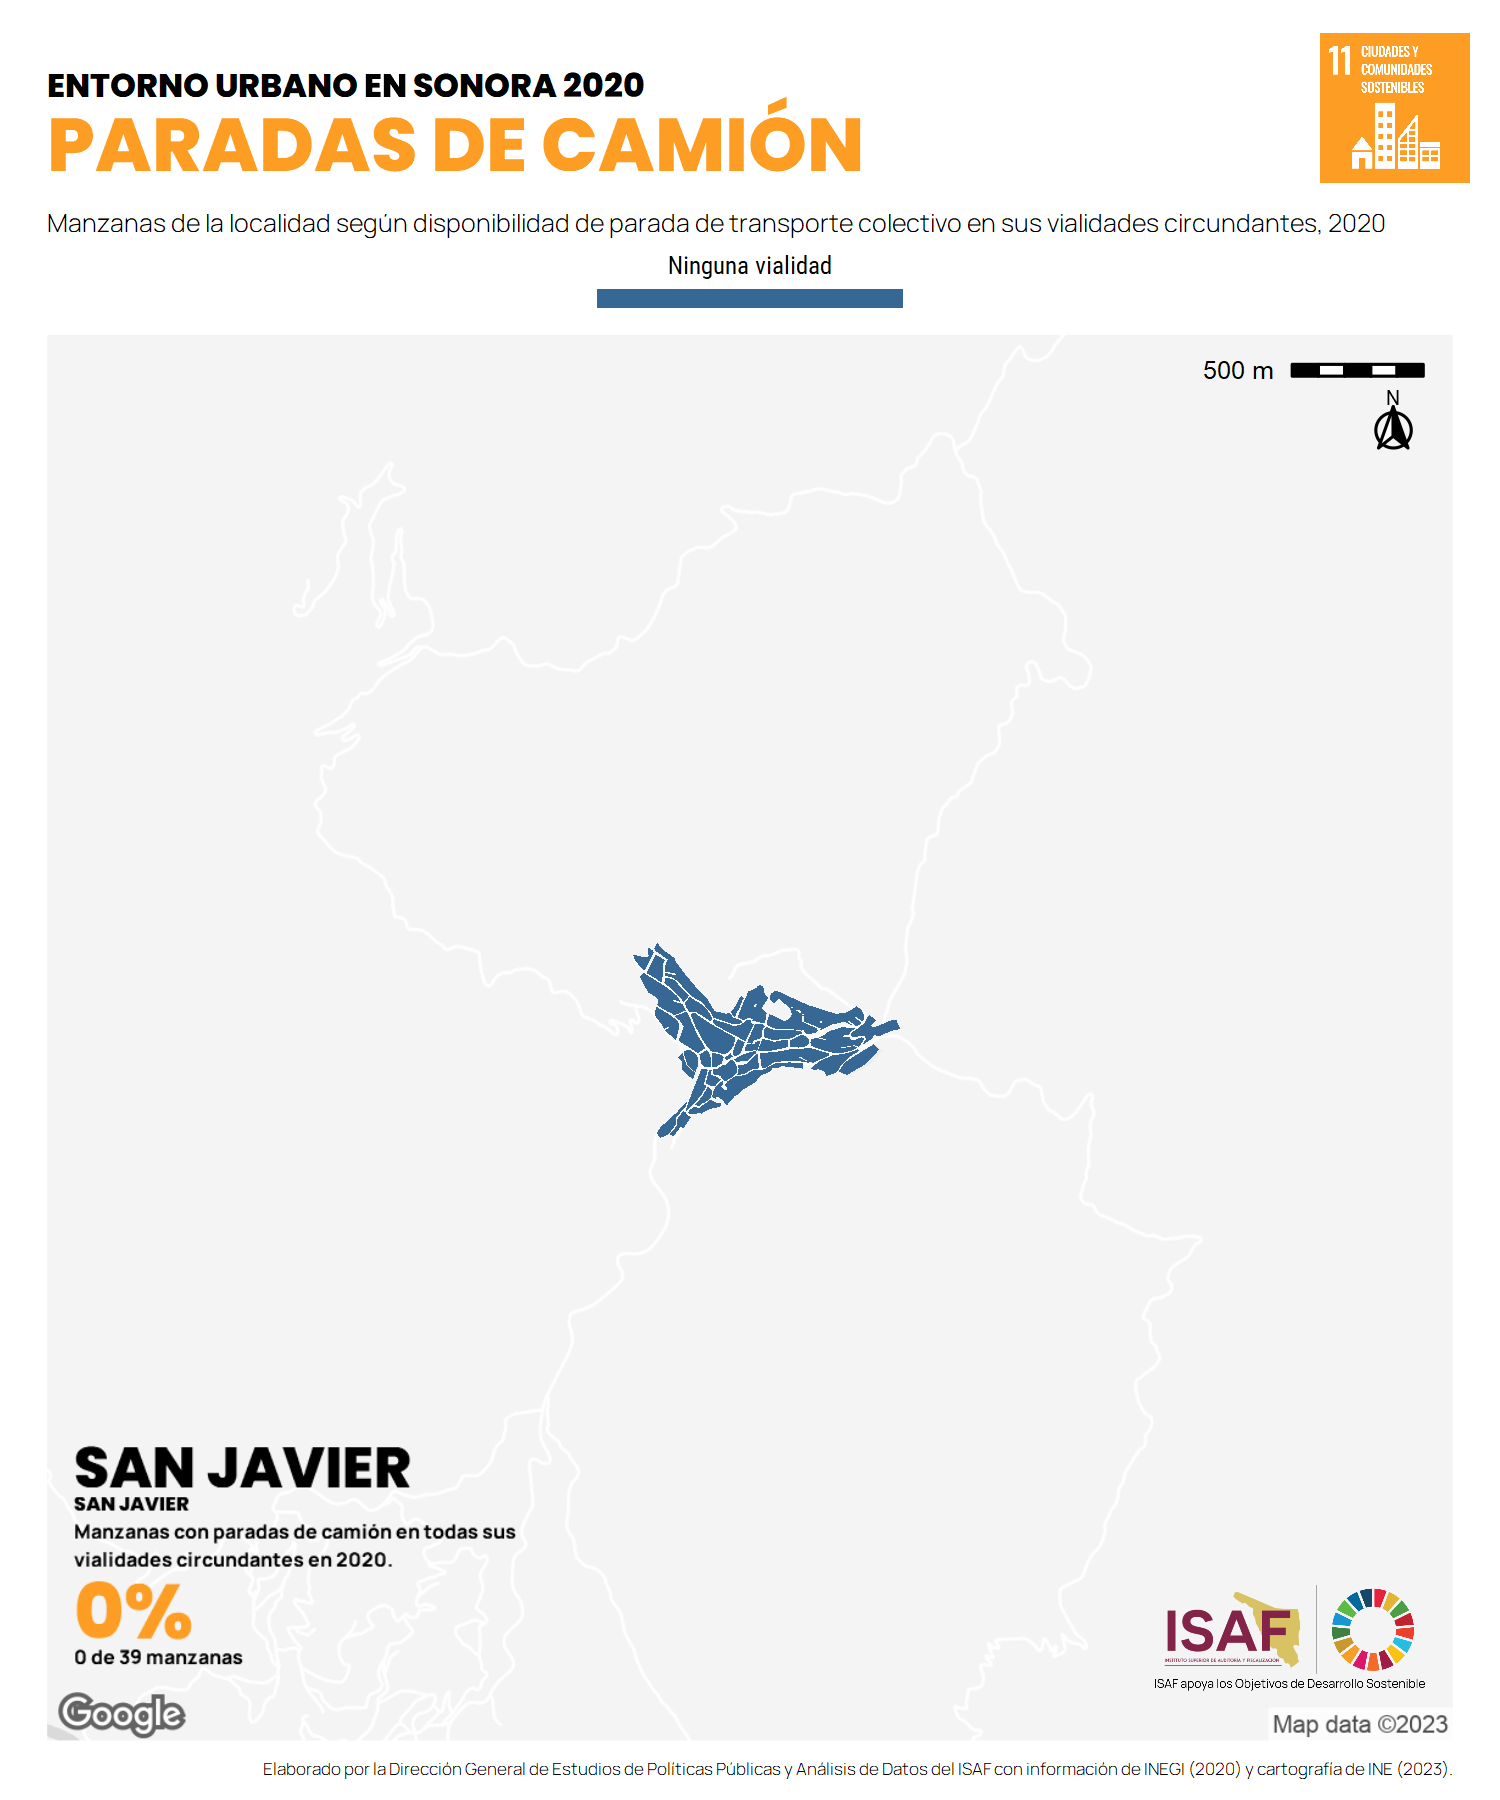 ENTORNO URBANO EN SONORA 2020
PARADAS DE CAMIÓN
11 CIUDADES Y
COMUNIDADES
SOSTENIBLES
Manzanas de la localidad según disponibilidad de parada de transporte colectivo en sus vialidades circundantes, 2020
Ninguna vialidad
500 m
N
SAN JAVIER
SAN JAVIER
Manzanas con paradas de camión en todas sus
vialidades circundantes en 2020.
0%
0 de 39 manzanas
ISAF
INSTITUTO SUPERIOR DE AUDITORÍA Y FISCALIZACIÓN
ISAF apoya los Objetivos de Desarrollo Sostenible
Google
Map data ©2023
Elaborado por la Dirección General de Estudios de Políticas Públicas y Análisis de Datos del ISAF con información de INEGI (2020) y cartografía de INE (2023).